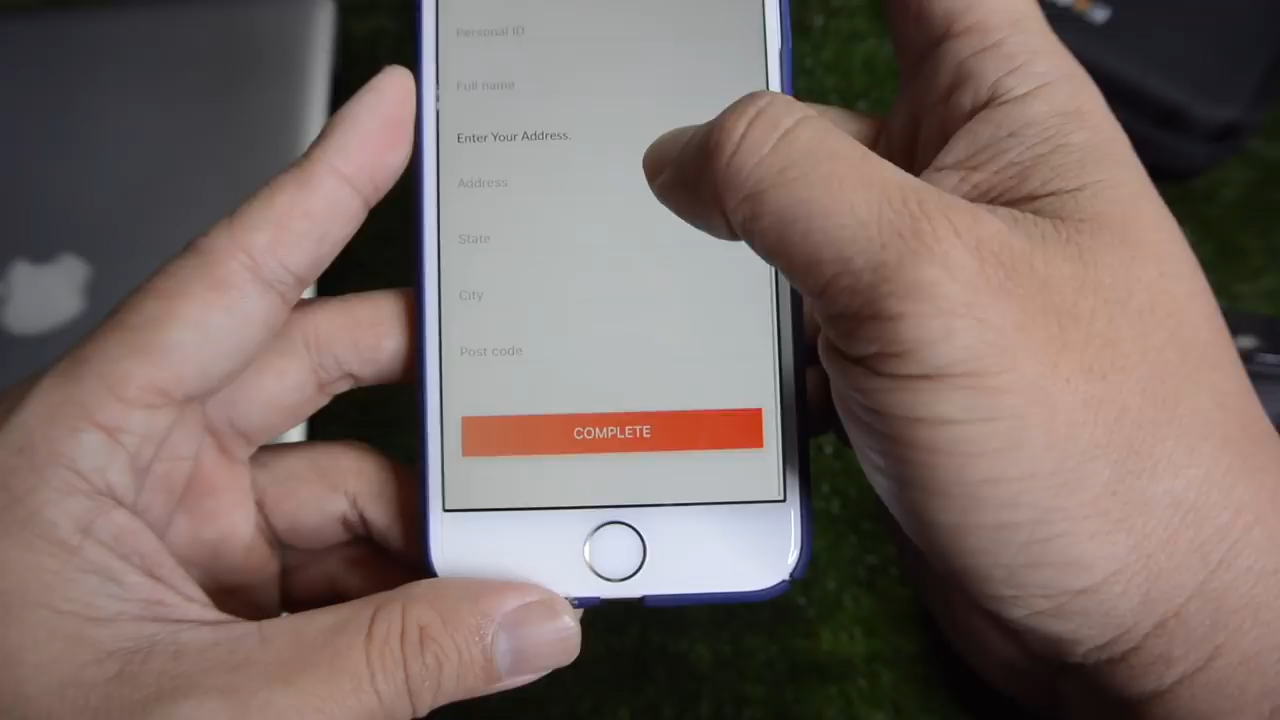 Personal ID
Full name
Enter Your Address.
Address
State
City
Post code
COMPLETE